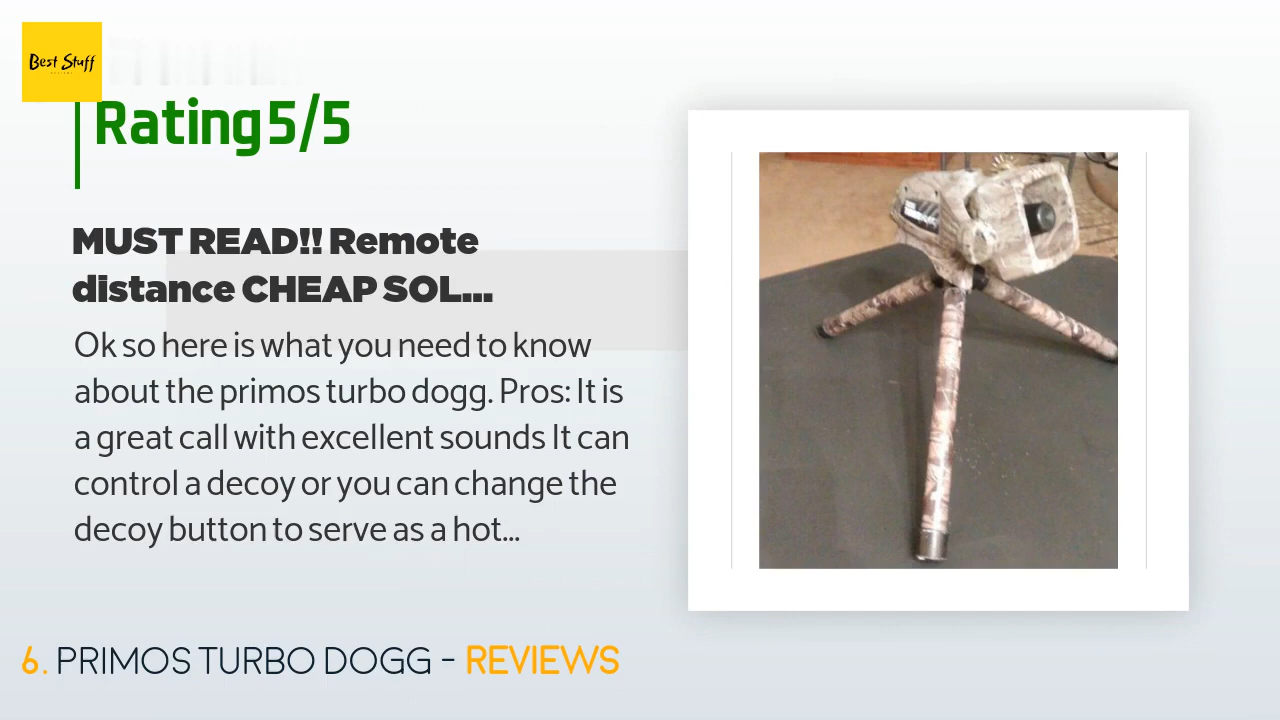 Best Stuff
Rating 5/5
MUST READ!! Remote
distance CHEAP SOL...
Ok so here is what you need to know
about the primos turbo dogg. Pros: It is
a great call with excellent sounds It can
control a decoy or you can change the
decoy button to serve as a hot...
6. PRIMOS TURBO DOGG - REVIEWS